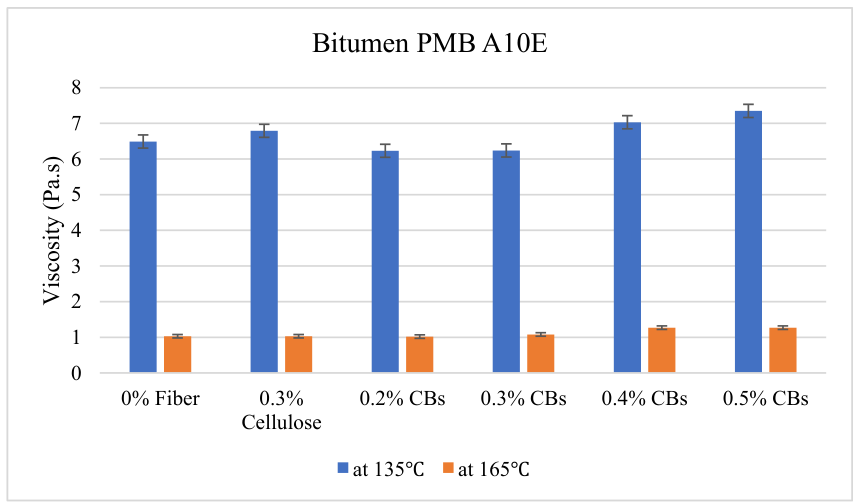 Bitumen PMB A10E
8
7
6
5
4
3
2
1
0
Viscosity (Pa.s)
0% Fiber
0.3%
Cellulose
0.2% CBs
0.3% CBs
0.4% CBs
0.5% CBs
at 135℃
at 165℃